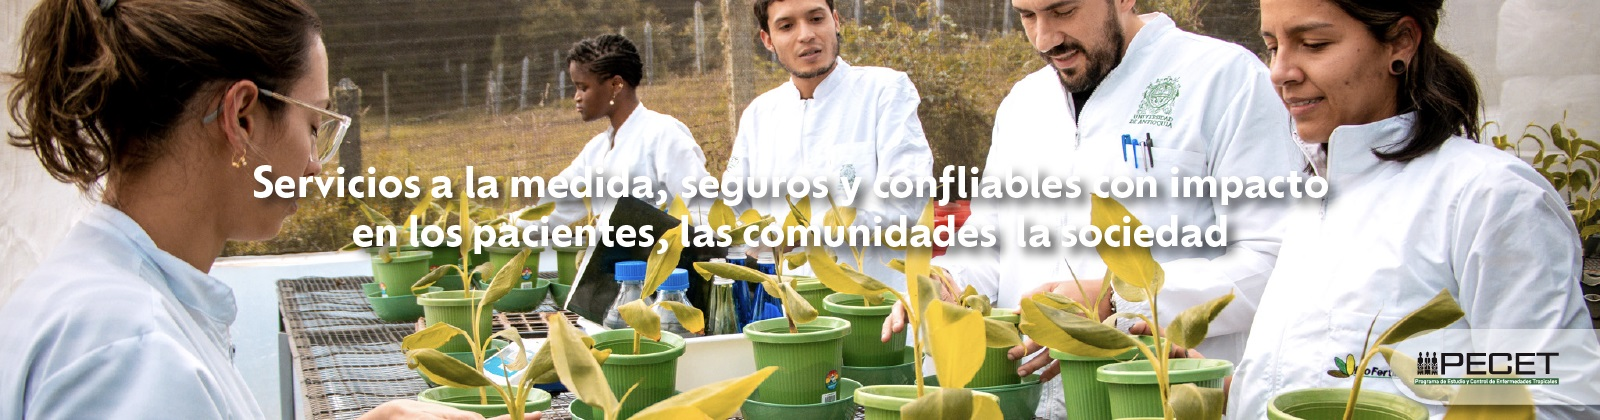 UNIVERSIDAD
DE ANTIOQUIA
Servicios a la medida, seguros y confliables con impacto
en los pacientes, las comunidades  la sociedad
PECET
Programa de Estudio y Control de Enfermedades Tropicales